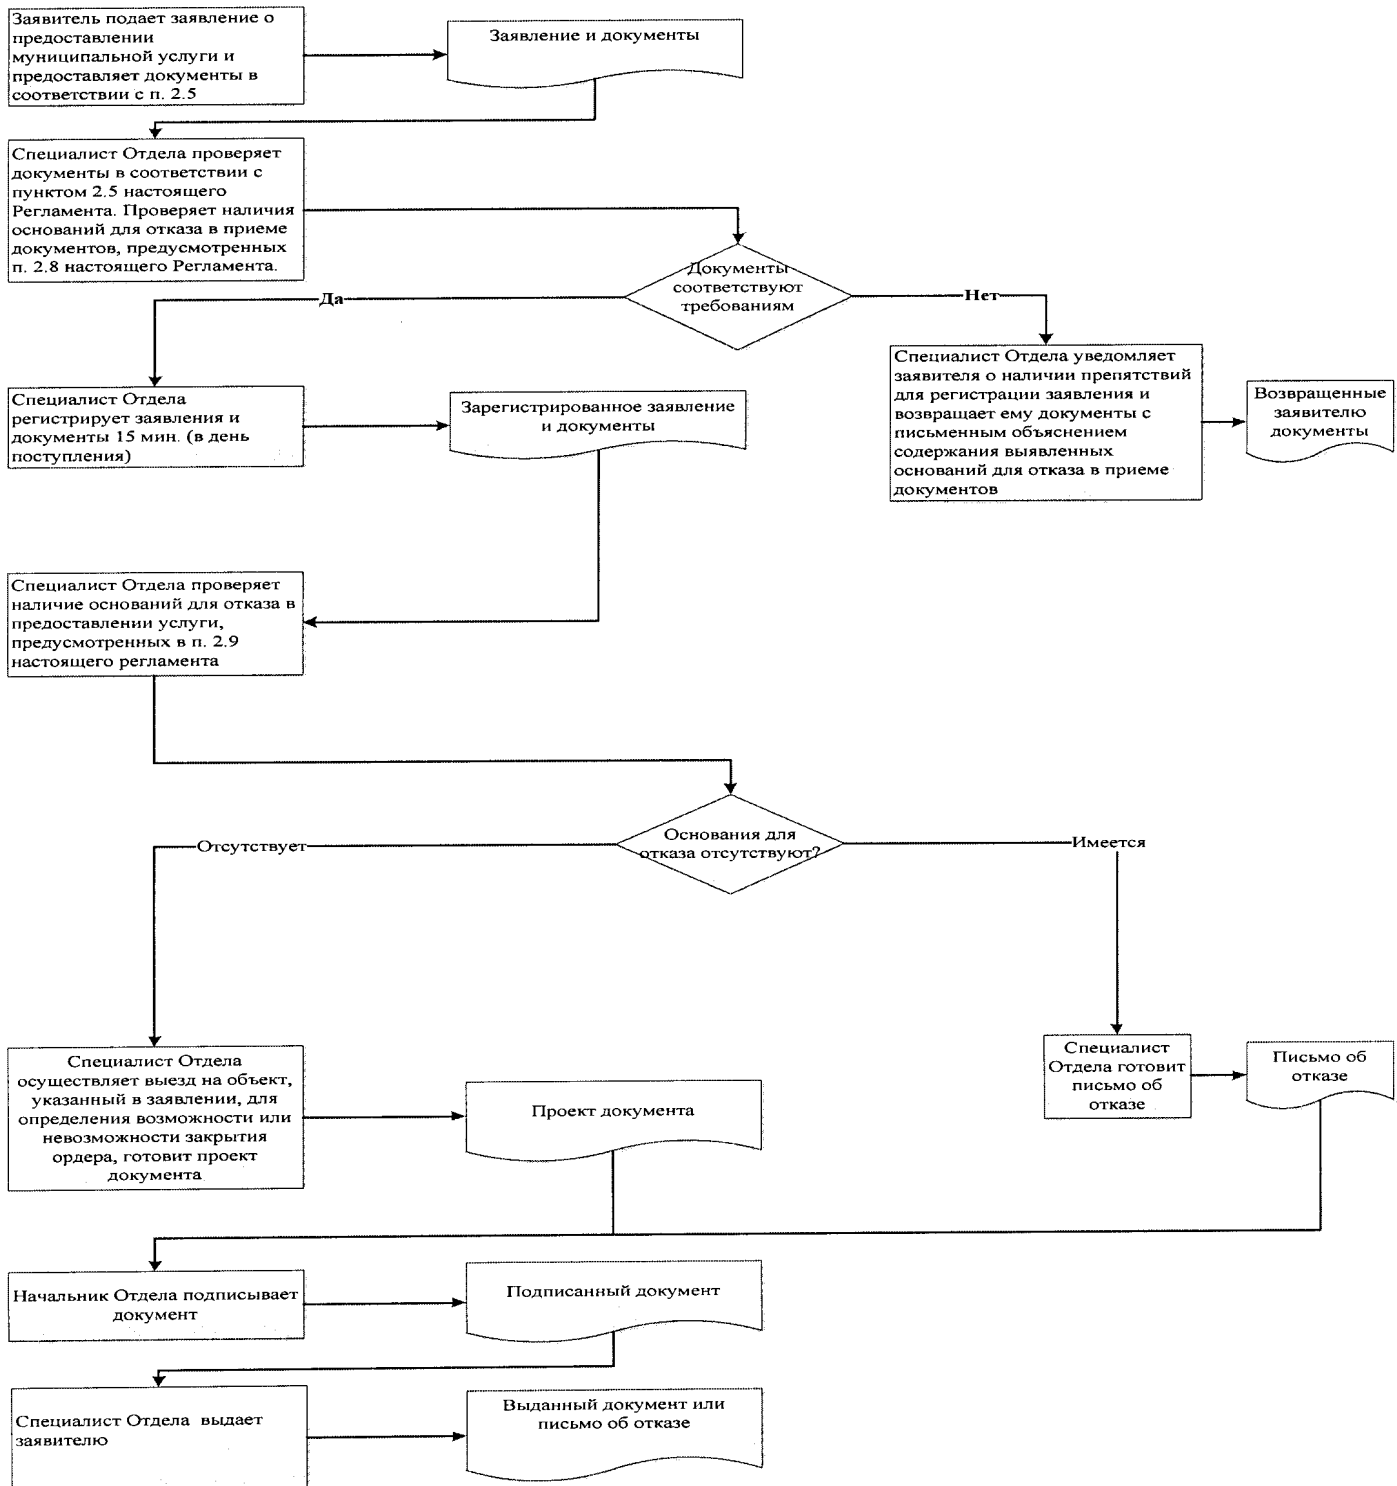 Заявитель подает заявление о
предоставлении
муниципальной услуги и
предоставляет документы в
соответствии с п. 2.5
Заявление и документы
Специалист Отдела проверяет
документы в соответствии с
пунктом 2.5 настоящего
Регламента. Проверяет наличия
оснований для отказа в приеме
документов, предусмотренных
п. 2.8 настоящего Регламента.
Документы
соответствуют
требованиям
Да
Нет
Специалист Отдела
регистрирует заявления и
документы 15 мин. (в день
поступления)
Зарегистрированное заявление
и документы
Специалист Отдела уведомляет
заявителя о наличии препятствий
для регистрации заявления и
возвращает ему документы с
письменным объяснением
содержания выявленных
оснований для отказа в приеме
документов
Возвращенные
заявителю
документы
Специалист Отдела проверяет
наличие оснований для отказа в
предоставлении услуги,
предусмотренных в п. 2.9
настоящего регламента
Основания для
отказа отсутствуют?
Отсутствует
Имеется
Специалист Отдела
осуществляет выезд на объект,
указанный в заявлении, для
определения возможности или
невозможности закрытия
ордера, готовит проект
документа
Проект документа
Специалист
Отдела готовит
письмо об
отказе
Письмо об
отказе
Начальник Отдела подписывает
документ
Подписанный документ
Специалист Отдела выдает
заявителю
Выданный документ или
письмо об отказе